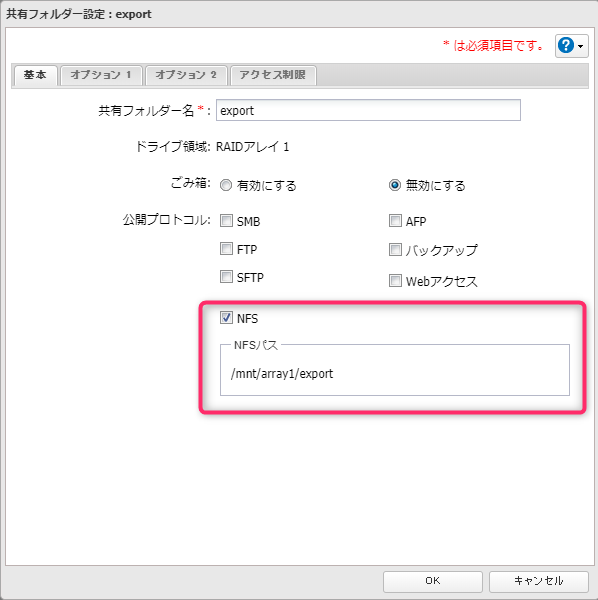 共有フォルダー設定 : export
* は必須項目です。
基本 オプション 1 オプション 2 アクセス制限
共有フォルダー名 * : export
ドライブ領域: RAIDアレイ 1
ごみ箱: 有効にする 無効にする
公開プロトコル: SMB AFP
FTP バックアップ
SFTP Webアクセス
NFS
NFSパス
/mnt/array1/export
OK キャンセル